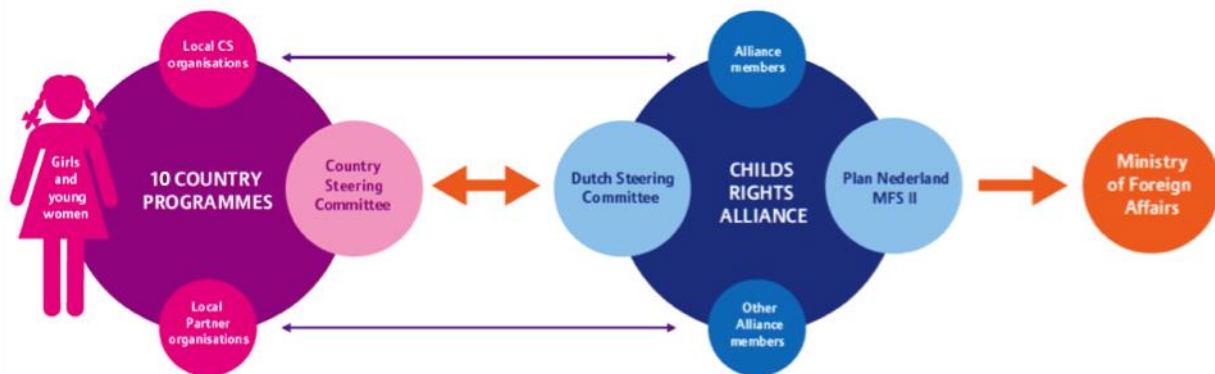 Local CS
organisations
Alliance
members
Girls
and
young
women
10 COUNTRY
PROGRAMMES
Country
Steering
Committee
Dutch Steering
Committee
CHILDS
RIGHTS
ALLIANCE
Plan Nederland
MFS II
Ministry
of Foreign
Affairs
Local
Partner
organisations
Other
Alliance
members